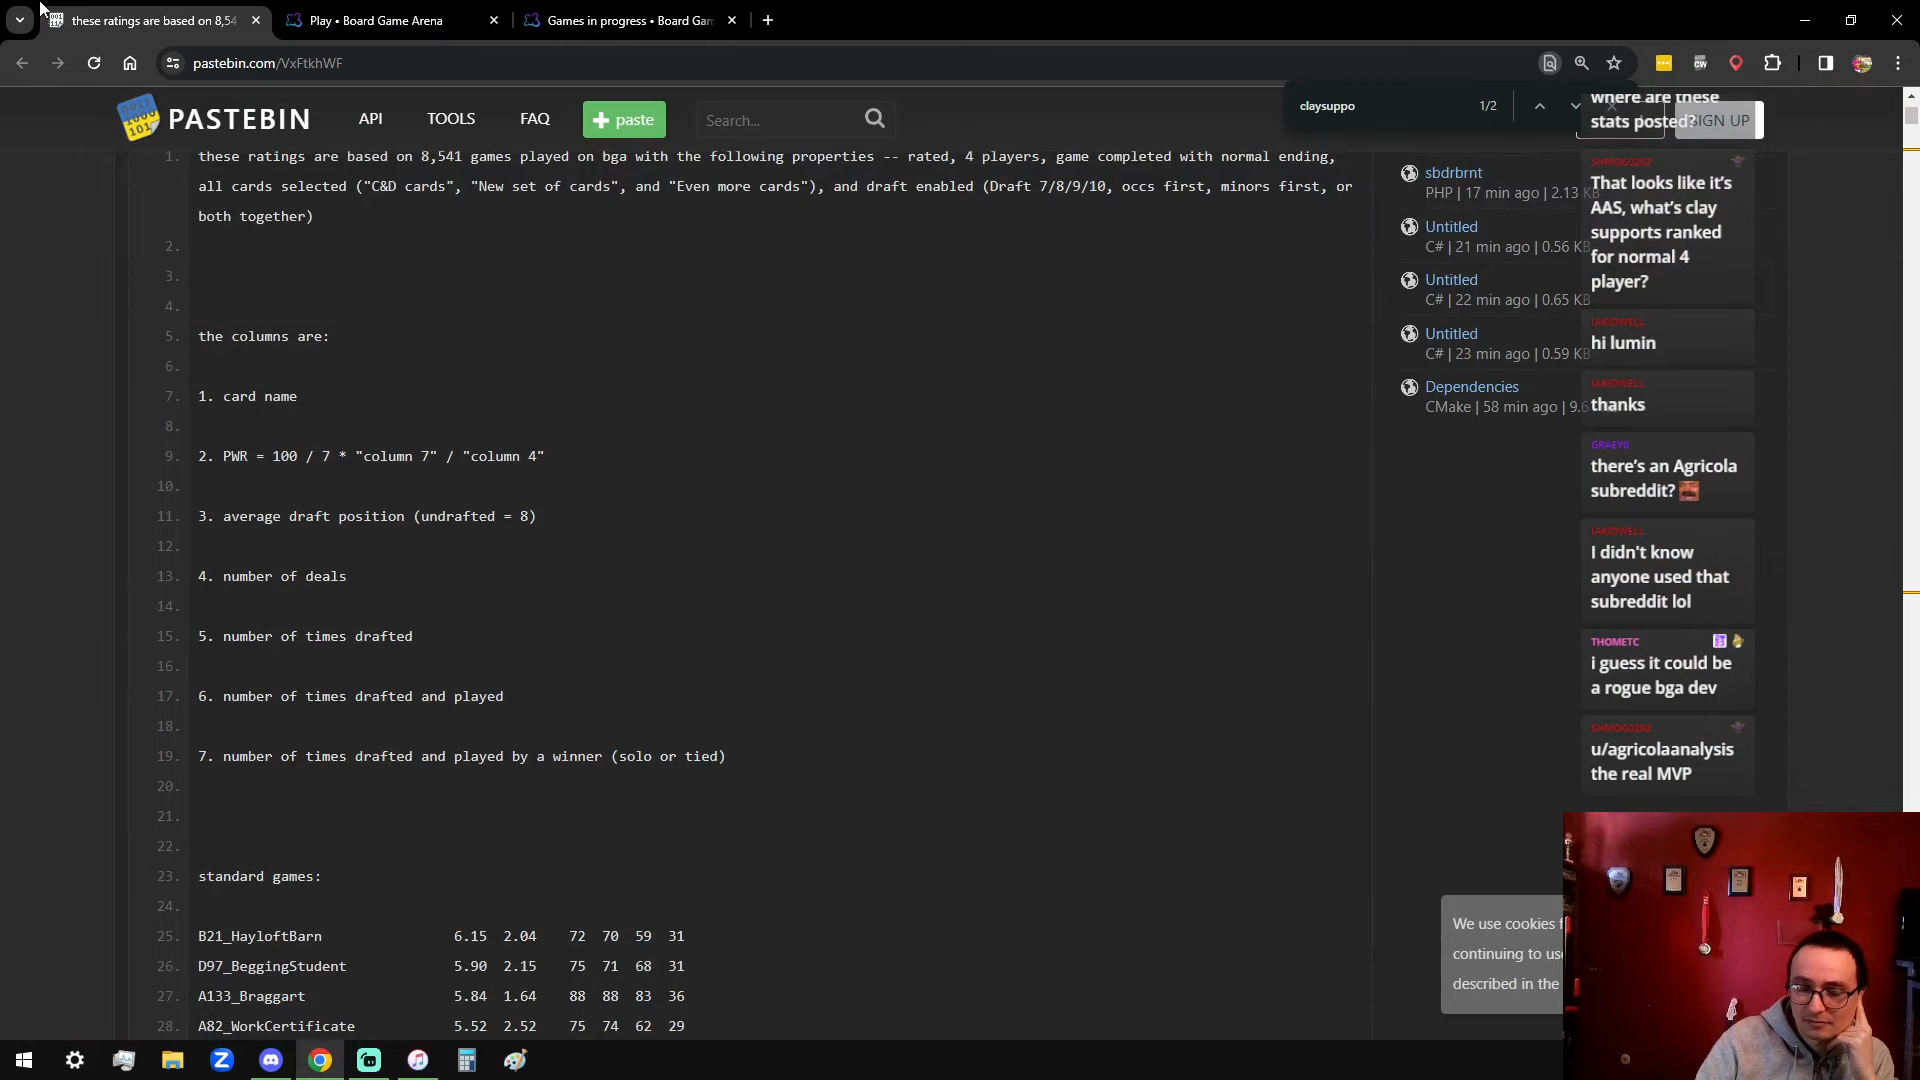 these ratings are based on 8,54
Play • Board Game Arena
Games in progress • Board Gam
pastebin.com/VxFtkhWF
claysuppo
1/2
PASTEBIN
API
TOOLS
FAQ
paste
Search...
SIGN UP
1. these ratings are based on 8,541 games played on bga with the following properties -- rated, 4 players, game completed with normal ending,
all cards selected ("C&D cards", "New set of cards", and "Even more cards"), and draft enabled (Draft 7/8/9/10, occs first, minors first, or
both together)
2.
3.
4.
5. the columns are:
6.
7. 1. card name
8.
9. 2. PWR = 100 / 7 * "column 7" / "column 4"
10.
11. 3. average draft position (undrafted = 8)
12.
13. 4. number of deals
14.
15. 5. number of times drafted
16.
17. 6. number of times drafted and played
18.
19. 7. number of times drafted and played by a winner (solo or tied)
20.
21.
22.
23. standard games:
24.
25. B21_HayloftBarn 6.15 2.04 72 70 59 31
26. D97_BeggingStudent 5.90 2.15 75 71 68 31
27. A133_Braggart 5.84 1.64 88 88 83 36
28. A82_WorkCertificate 5.52 2.52 75 74 62 29
sbdrbrnt
PHP | 17 min ago | 2.13 KB
Untitled
C# | 21 min ago | 0.56 KB
Untitled
C# | 22 min ago | 0.65 KB
Untitled
C# | 23 min ago | 0.59 KB
Dependencies
CMake | 58 min ago | 9.6
where are these
stats posted?
SHMOG0202
That looks like it's
AAS, what's clay
supports ranked
for normal 4
player?
IAKIDWELL
hi lumin
IAKIDWELL
thanks
GRAEY0
there's an Agricola
subreddit?
IAKIDWELL
I didn't know
anyone used that
subreddit lol
THOMETC
i guess it could be
a rogue bga dev
SHMOG0202
u/agricolaanalysis
the real MVP
We use cookies f
continuing to us
described in the